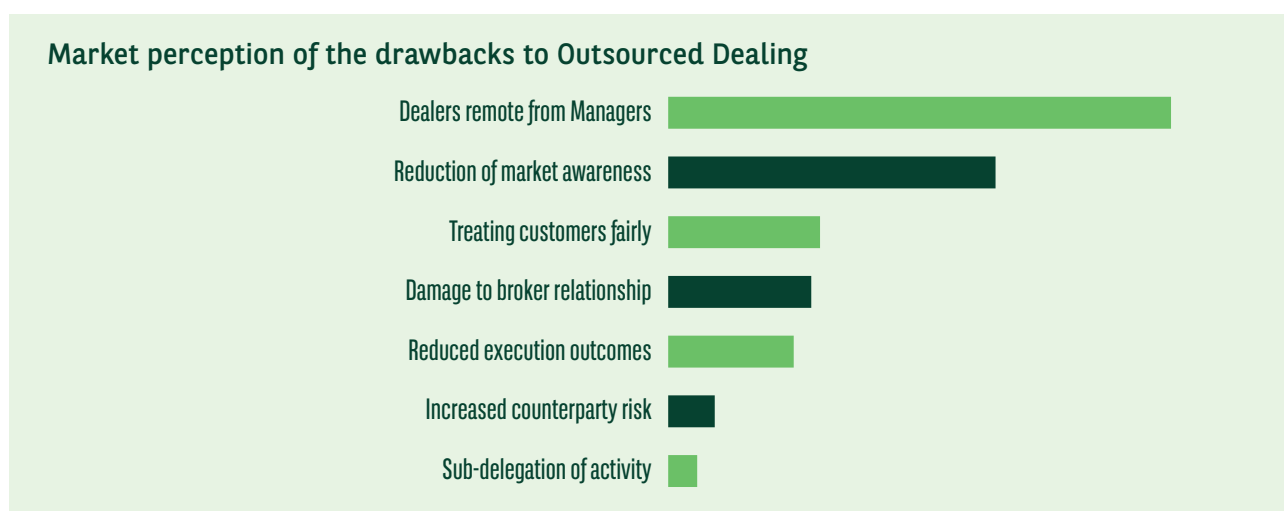 Market perception of the drawbacks to Outsourced Dealing
Dealers remote from Managers
Reduction of market awareness
Treating customers fairly
Damage to broker relationship
Reduced execution outcomes
Increased counterparty risk
Sub-delegation of activity